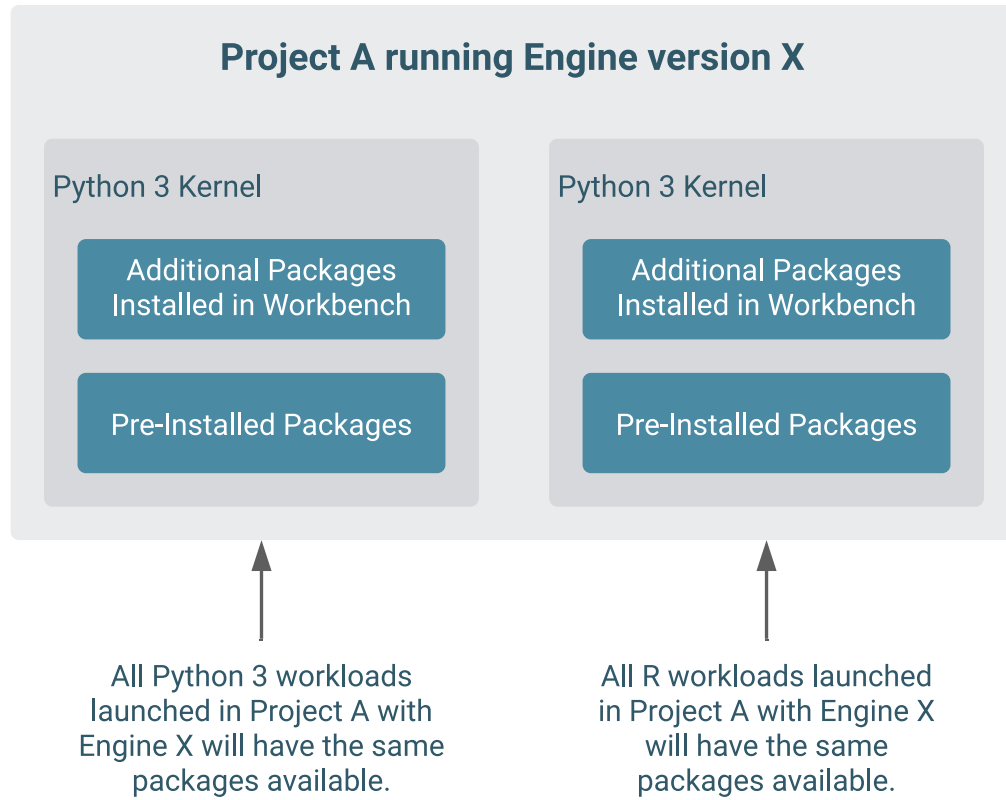 Project A running Engine version X
Python 3 Kernel
Additional Packages
Installed in Workbench
Pre-Installed Packages
Python 3 Kernel
Additional Packages
Installed in Workbench
Pre-Installed Packages
All Python 3 workloads
launched in Project A with
Engine X will have the same
packages available.
All R workloads launched
in Project A with Engine X
will have the same
packages available.